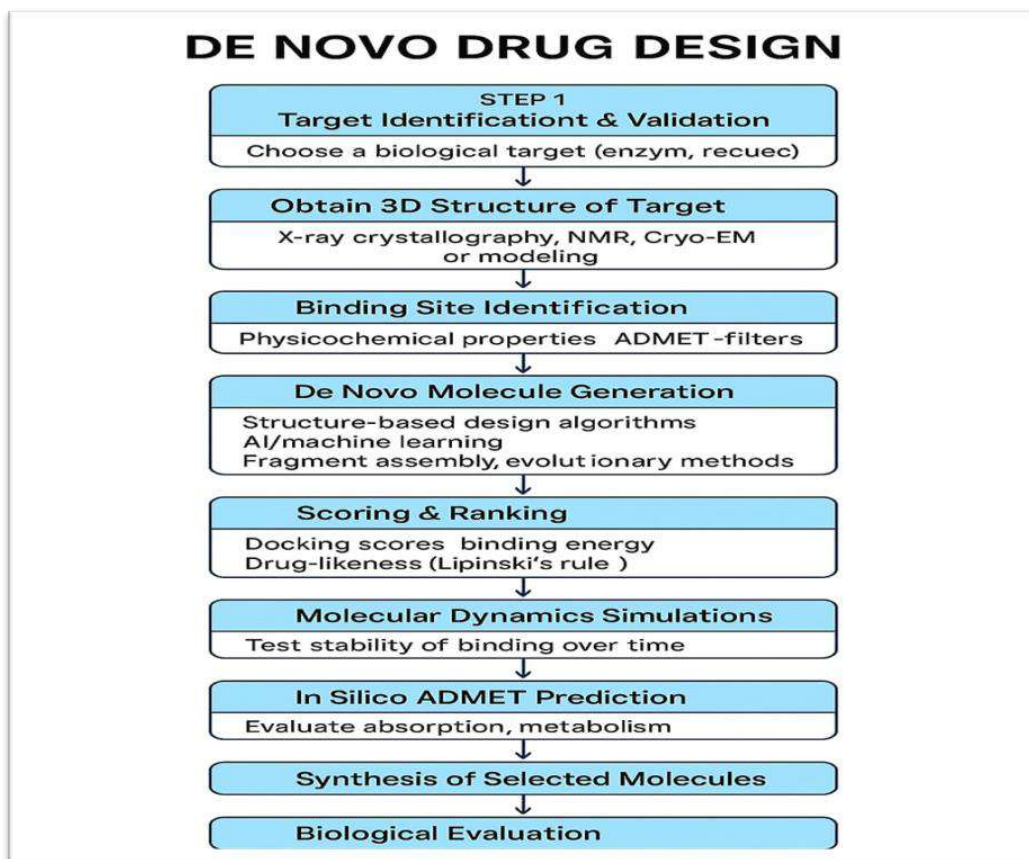 DE NOVO DRUG DESIGN
STEP 1
Target Identificationt & Validation
Choose a biological target (enzym, recuec)
Obtain 3D Structure of Target
X-ray crystallography, NMR, Cryo-EM
or modeling
Binding Site Identification
Physicochemical properties ADMET-filters
De Novo Molecule Generation
Structure-based design algorithms
AI/machine learning
Fragment assembly, evolutionary methods
Scoring & Ranking
Docking scores binding energy
Drug-likeness (Lipinski's rule )
Molecular Dynamics Simulations
Test stability of binding over time
In Silico ADMET Prediction
Evaluate absorption, metabolism
Synthesis of Selected Molecules
Biological Evaluation